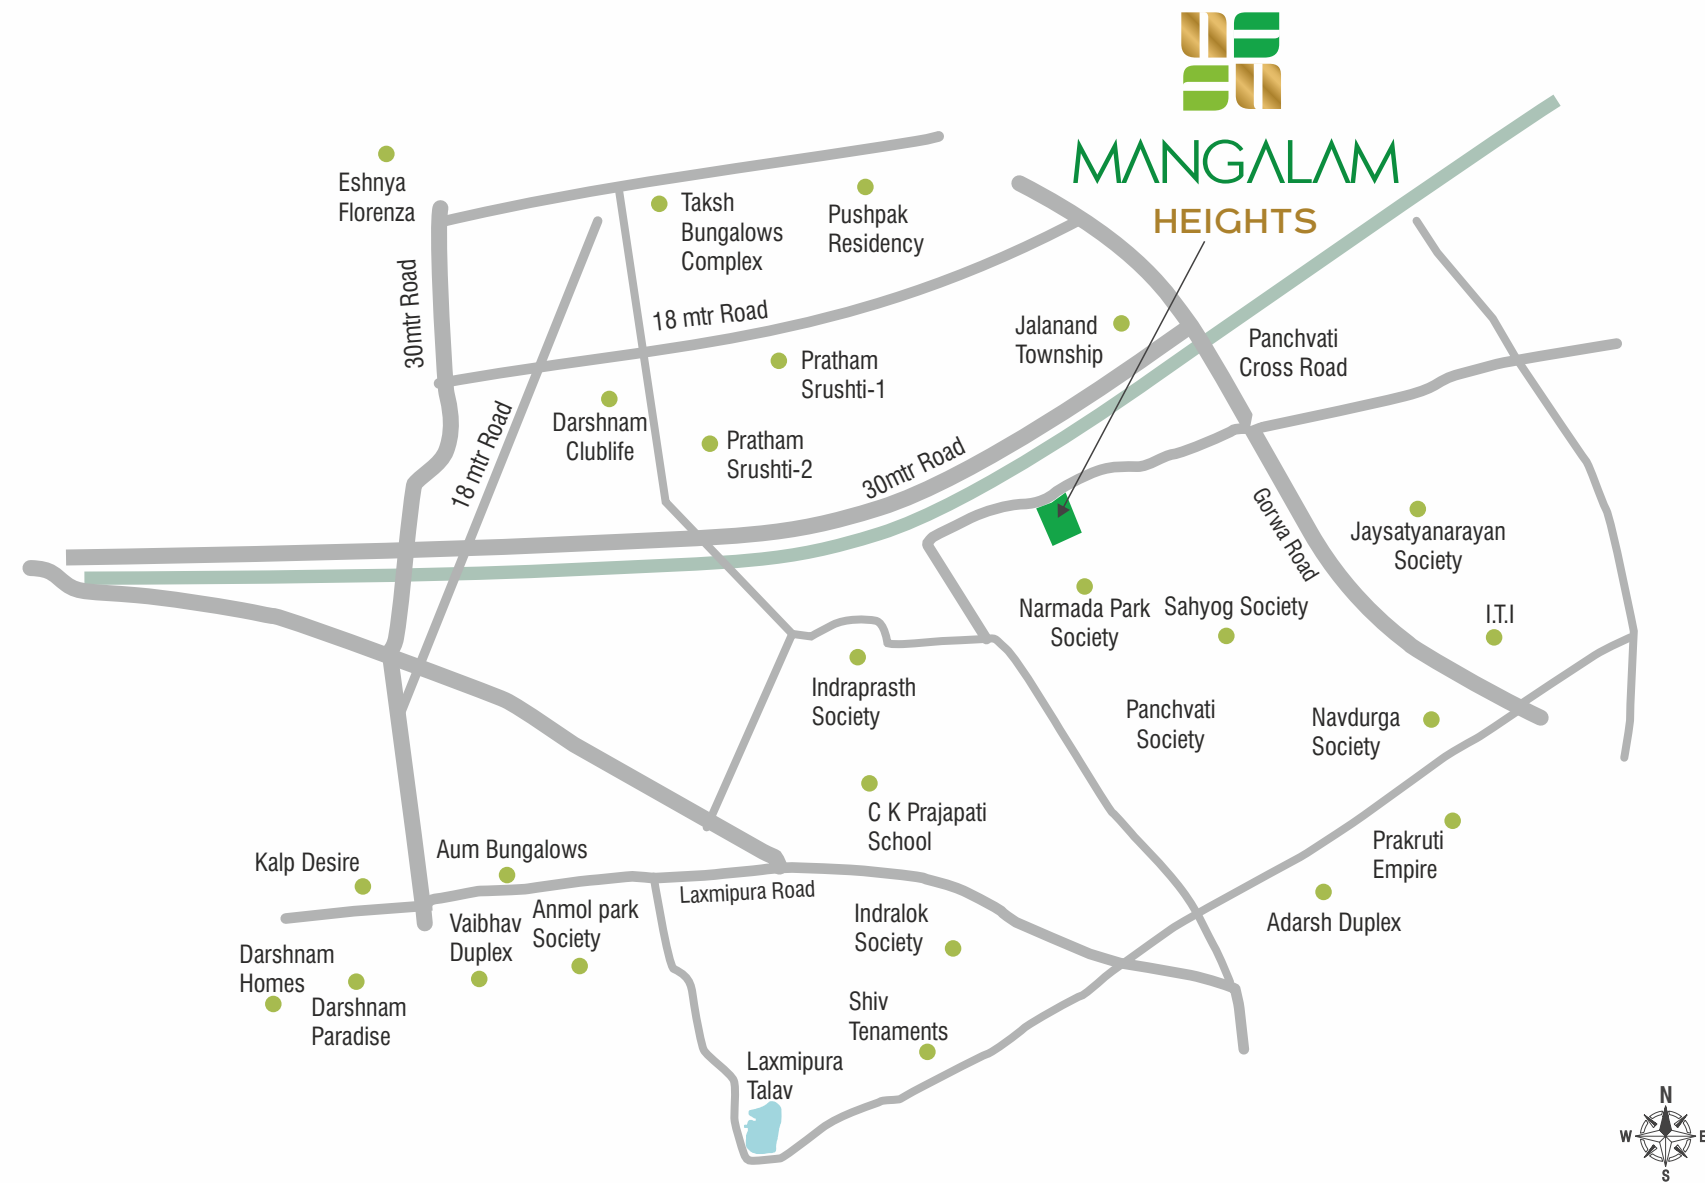 MANGALAM
HEIGHTS
Eshnya
Florenza
Taksh
Bungalows
Complex
Pushpak
Residency
30mtr Road
18 mtr Road
Jalanand
Township
Panchvati
Cross Road
Pratham
Srushti-1
Darshnam
Clublife
Pratham
Srushti-2
18 mtr Road
30mtr Road
Gorwa Road
Jaysatyanarayan
Society
Narmada Park
Society
Sahyog Society
I.T.I
Indraprasth
Society
Panchvati
Society
Navdurga
Society
C K Prajapati
School
Prakruti
Empire
Kalp Desire
Aum Bungalows
Laxmipura Road
Vaibhav
Duplex
Anmol park
Society
Indralok
Society
Adarsh Duplex
Darshnam
Homes
Darshnam
Paradise
Shiv
Tenaments
Laxmipura
Talav
N
W
E
S